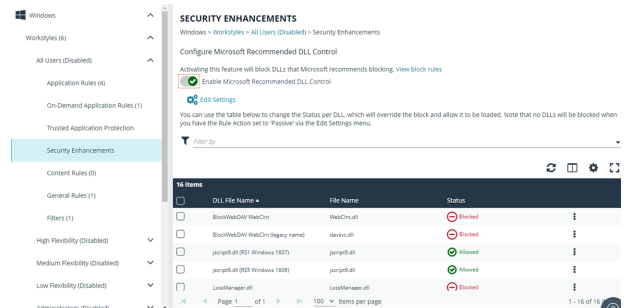 Windows
Workstyles (6)
All Users (Disabled)
Application Rules (4)
On-Demand Application Rules (1)
Trusted Application Protection
Security Enhancements
Content Rules (0)
General Rules (1)
Filters (1)
High Flexibility (Disabled)
Medium Flexibility (Disabled)
Low Flexibility (Disabled)
Administrators (Disabled)
SECURITY ENHANCEMENTS
Windows > Workstyles > All Users (Disabled) > Security Enhancements
Configure Microsoft Recommended DLL Control
Activating this feature will block DLLs that Microsoft recommends blocking. View block rules
Enable Microsoft Recommended DLL Control
Edit Settings
You can use the table below to change the Status per DLL, which will override the block and allow it to be loaded. Note that no DLLs will be blocked when
you have the Rule Action set to 'Passive' via the Edit Settings menu.
Filter by
16 items
DLL File Name File Name Status
BlockWebDAV WebClnt WebClnt.dll Blocked
BlockWebDAV WebClnt (legacy name) davsvc.dll Blocked
jscript9.dll (RS1 Windows 1607) jscript9.dll Allowed
jscript9.dll (RS5 Windows 1809) jscript9.dll Allowed
LxssManager.dll LxssManager.dll Blocked
Page 1 of 1 100 items per page 1 - 16 of 16